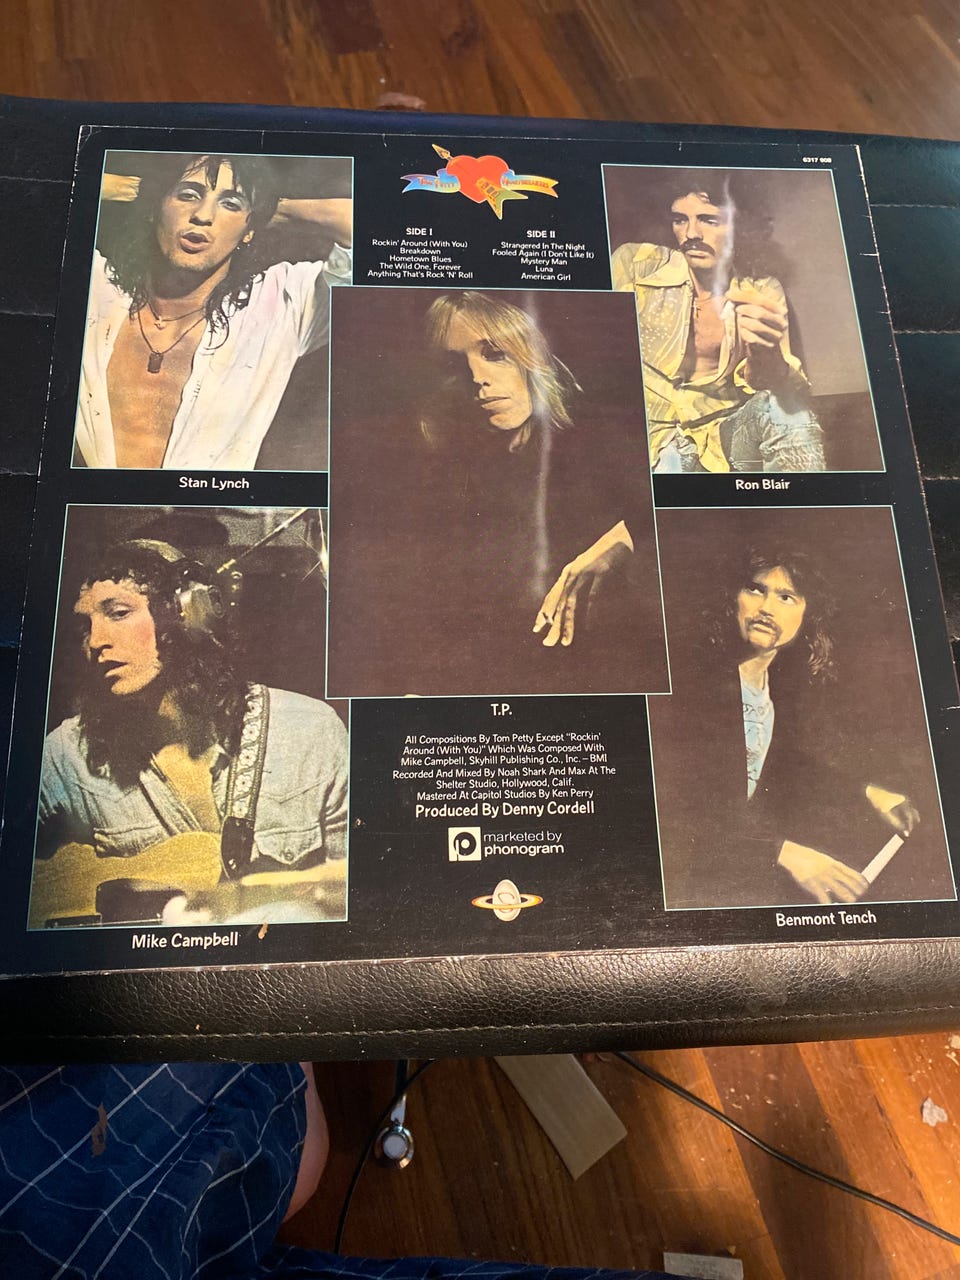 6317 908
Tom Petty Heartbreakers
SIDE I
Rockin' Around (With You)
Breakdown
Hometown Blues
The Wild One, Forever
Anything That's Rock 'N' Roll
SIDE II
Strangered In The Night
Fooled Again (I Don't Like It)
Mystery Man
Luna
American Girl
Stan Lynch
Ron Blair
T.P.
All Compositions By Tom Petty Except "Rockin'
Around (With You)" Which Was Composed With
Mike Campbell, Skyhill Publishing Co., Inc. – BMI
Recorded And Mixed By Noah Shark And Max At The
Shelter Studio, Hollywood, Calif.
Mastered At Capitol Studios By Ken Perry
Produced By Denny Cordell
marketed by
phonogram
Mike Campbell
Benmont Tench